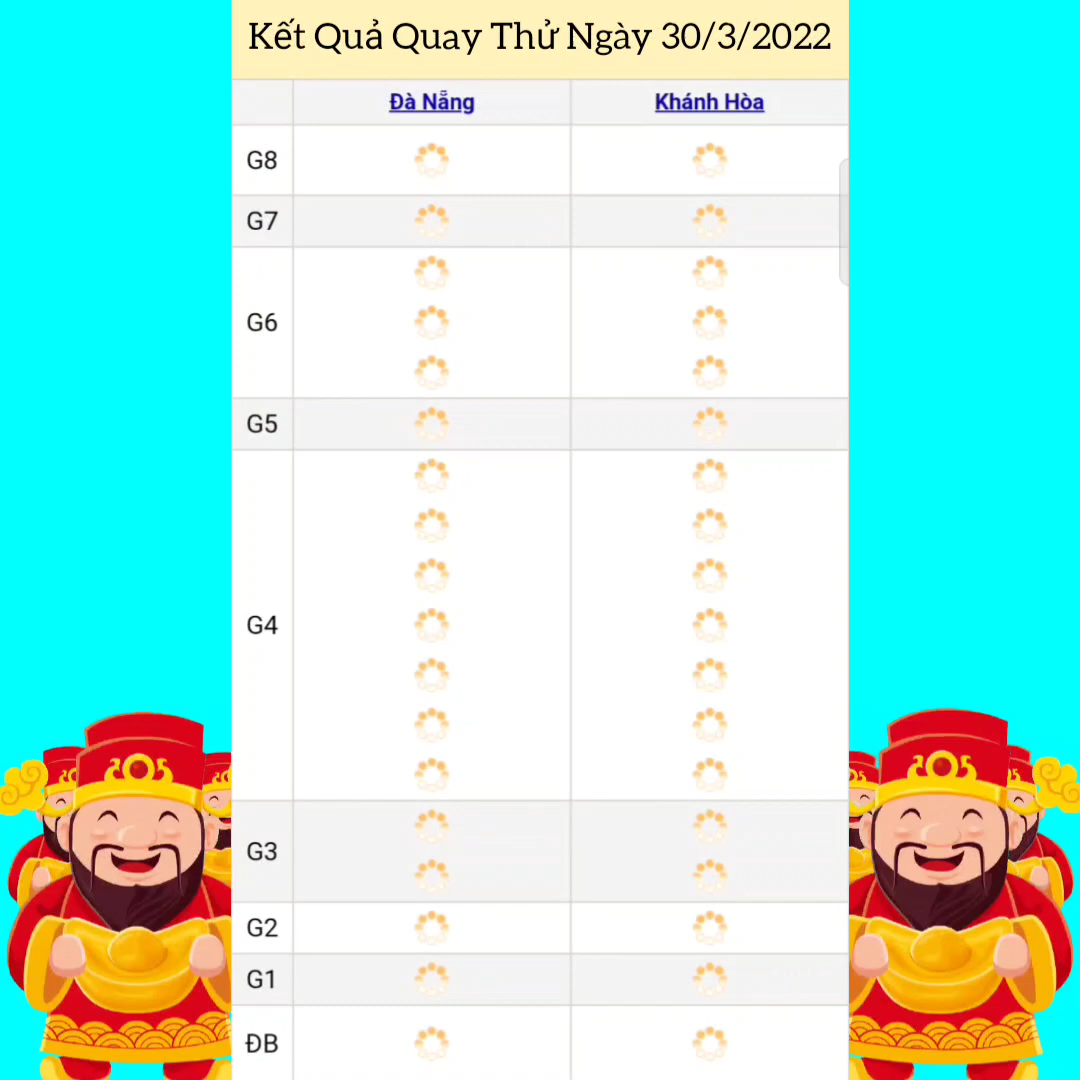 Kết Quả Quay Thử Ngày 30/3/2022
Đà Nẵng Khánh Hòa
G8
G7
G6
G5
G4
G3
G2
G1
ĐB